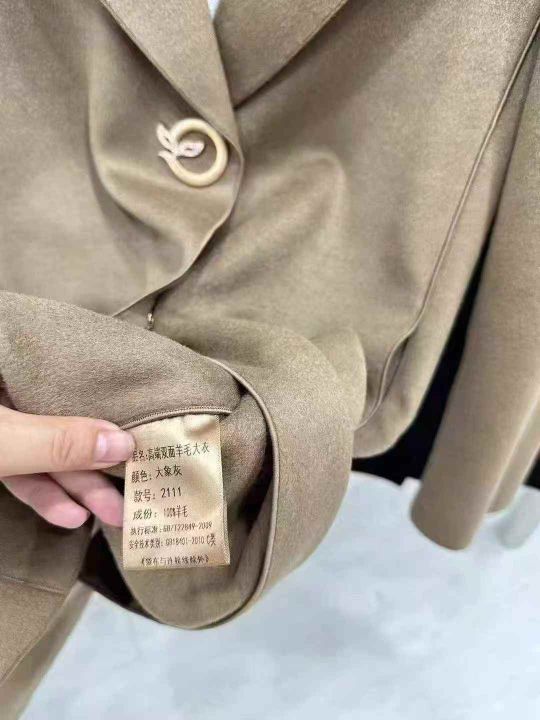 品名:高端双面羊毛大衣
颜色: 大象灰
款号: 2111
成份: 100%羊毛
执行标准:GB/T22849-2009
安全技术类别: GB18401-2010 C类